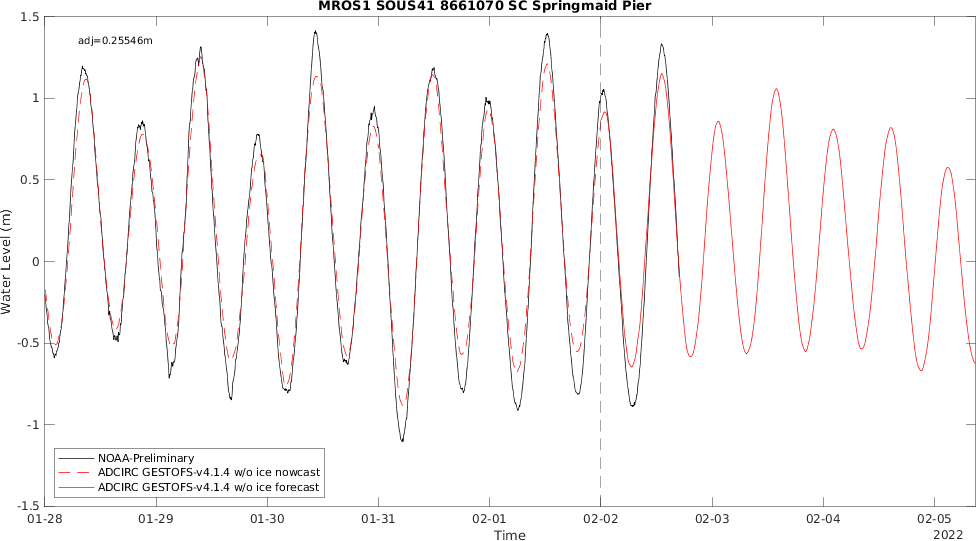 MROS1 SOUS41 8661070 SC Springmaid Pier
adj=0.25546m
1.5
1
0.5
0
-0.5
-1
-1.5
Water Level (m)
NOAA-Preliminary
ADCIRC GESTOFS-v4.1.4 w/o ice nowcast
ADCIRC GESTOFS-v4.1.4 w/o ice forecast
01-28 01-29 01-30 01-31 02-01 02-02 02-03 02-04 02-05
Time
2022